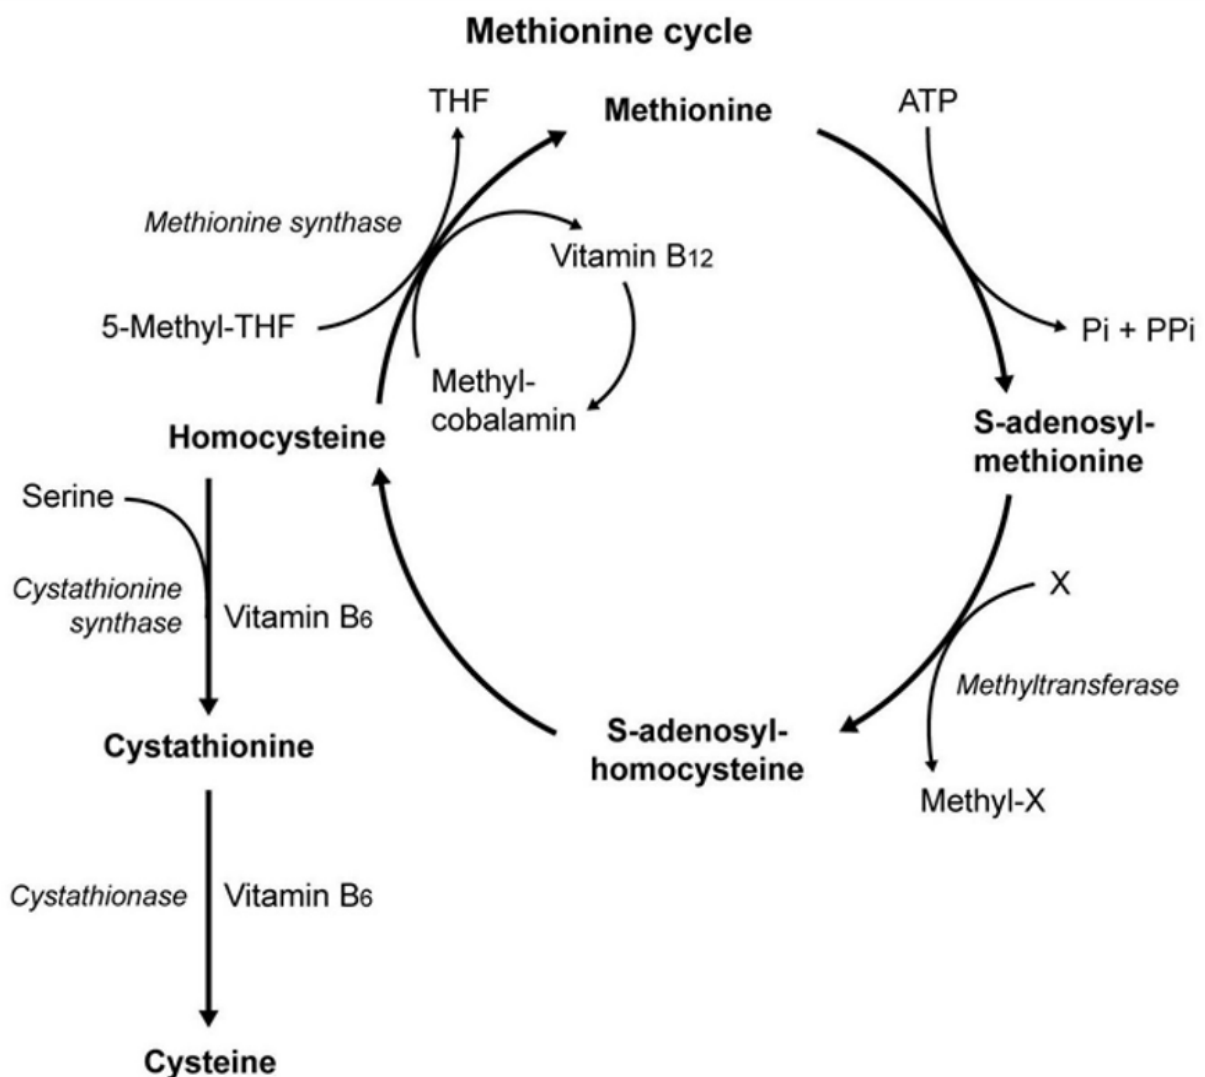 Methionine cycle
THF
Methionine
ATP
Methionine synthase
Vitamin B12
5-Methyl-THF
Pi + PPi
Methyl-
cobalamin
Homocysteine
S-adenosyl-
methionine
Serine
Cystathionine
synthase
Vitamin B6
X
Methyltransferase
Cystathionine
S-adenosyl-
homocysteine
Methyl-X
Cystathionase
Vitamin B6
Cysteine